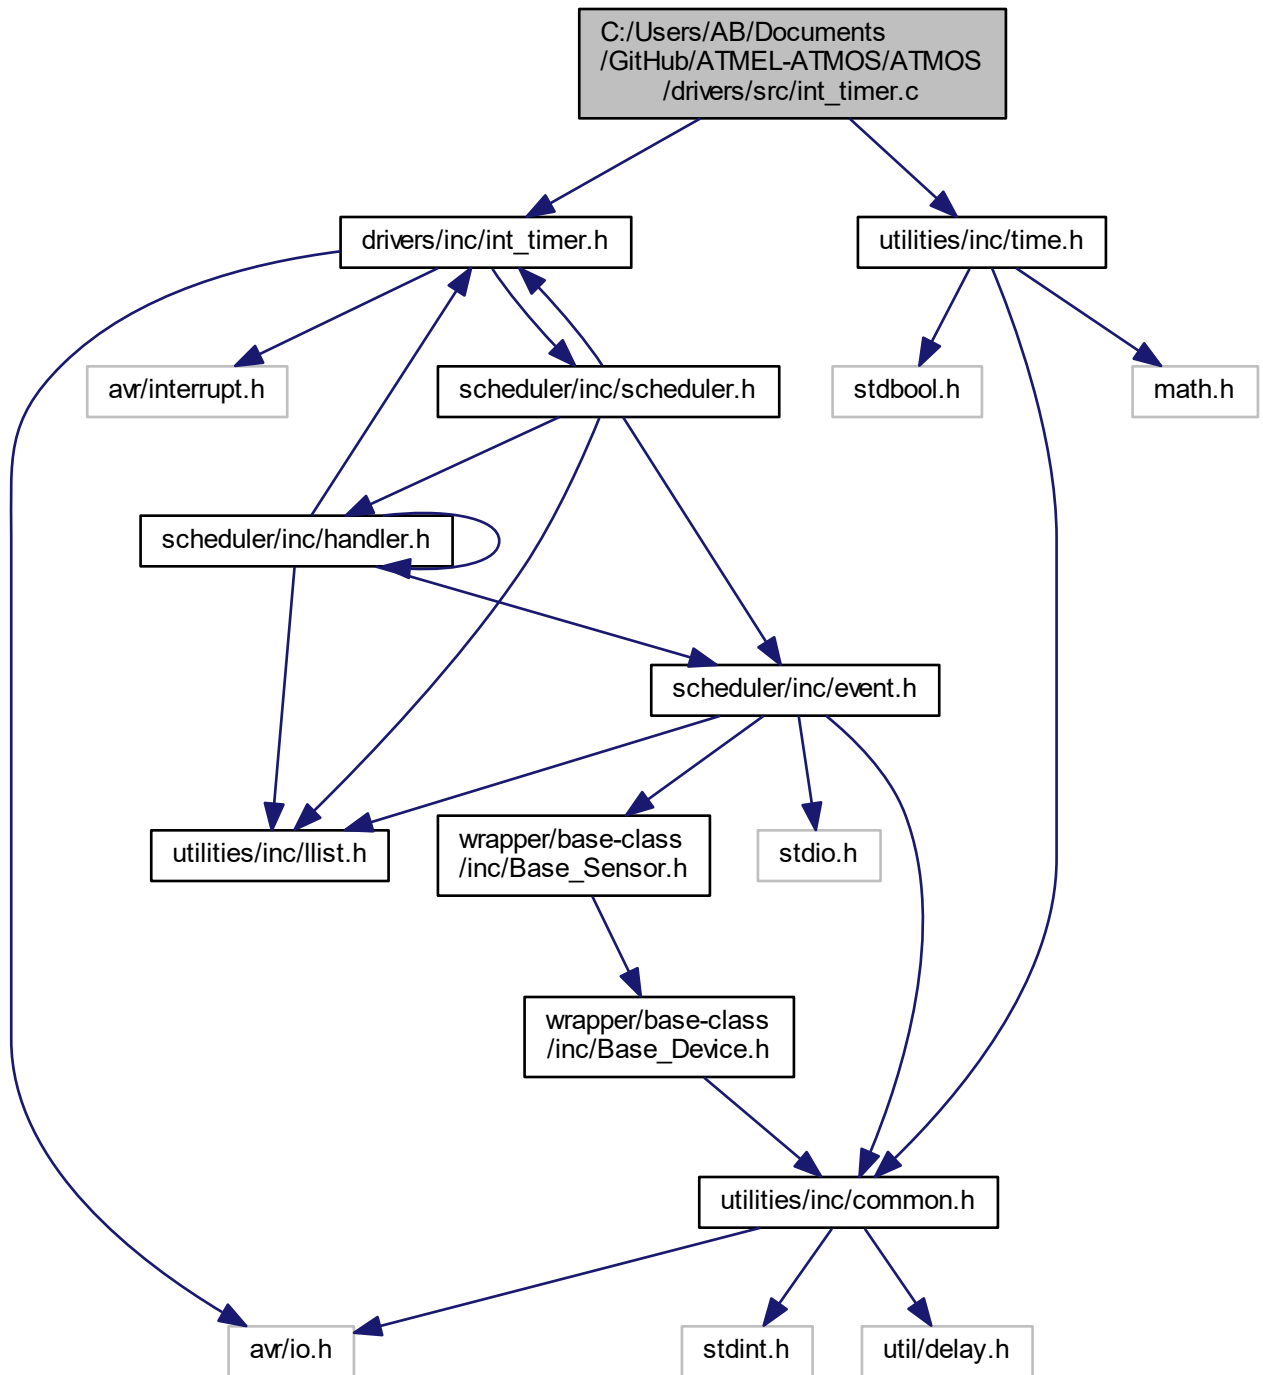 C:/Users/AB/Documents
/GitHub/ATMEL-ATMOS/ATMOS
/drivers/src/int_timer.c
drivers/inc/int_timer.h
utilities/inc/time.h
avr/interrupt.h
scheduler/inc/scheduler.h
stdbool.h
math.h
scheduler/inc/handler.h
scheduler/inc/event.h
utilities/inc/llist.h
wrapper/base-class
/inc/Base_Sensor.h
stdio.h
wrapper/base-class
/inc/Base_Device.h
utilities/inc/common.h
avr/io.h
stdint.h
util/delay.h